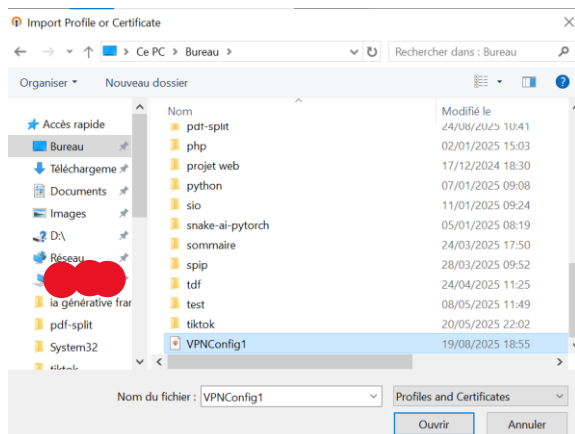 Import Profile or Certificate
Ce PC > Bureau >
Rechercher dans : Bureau
Organiser
Nouveau dossier
Nom
Modifié le
Accès rapide
Bureau
Téléchargeme
Documents
Images
D:\
Réseau
ia générative frar
pdf-split
System32
tiktok
pdf-split 24/08/2025 10:41
php 02/01/2025 15:03
projet web 17/12/2024 18:30
python 07/01/2025 09:08
sio 11/01/2025 09:24
snake-ai-pytorch 05/01/2025 08:19
sommaire 24/03/2025 17:50
spip 28/03/2025 09:52
tdf 24/04/2025 11:25
test 08/05/2025 11:49
tiktok 20/05/2025 22:02
VPNConfig1 19/08/2025 18:55
Nom du fichier : VPNConfig1
Profiles and Certificates
Ouvrir
Annuler